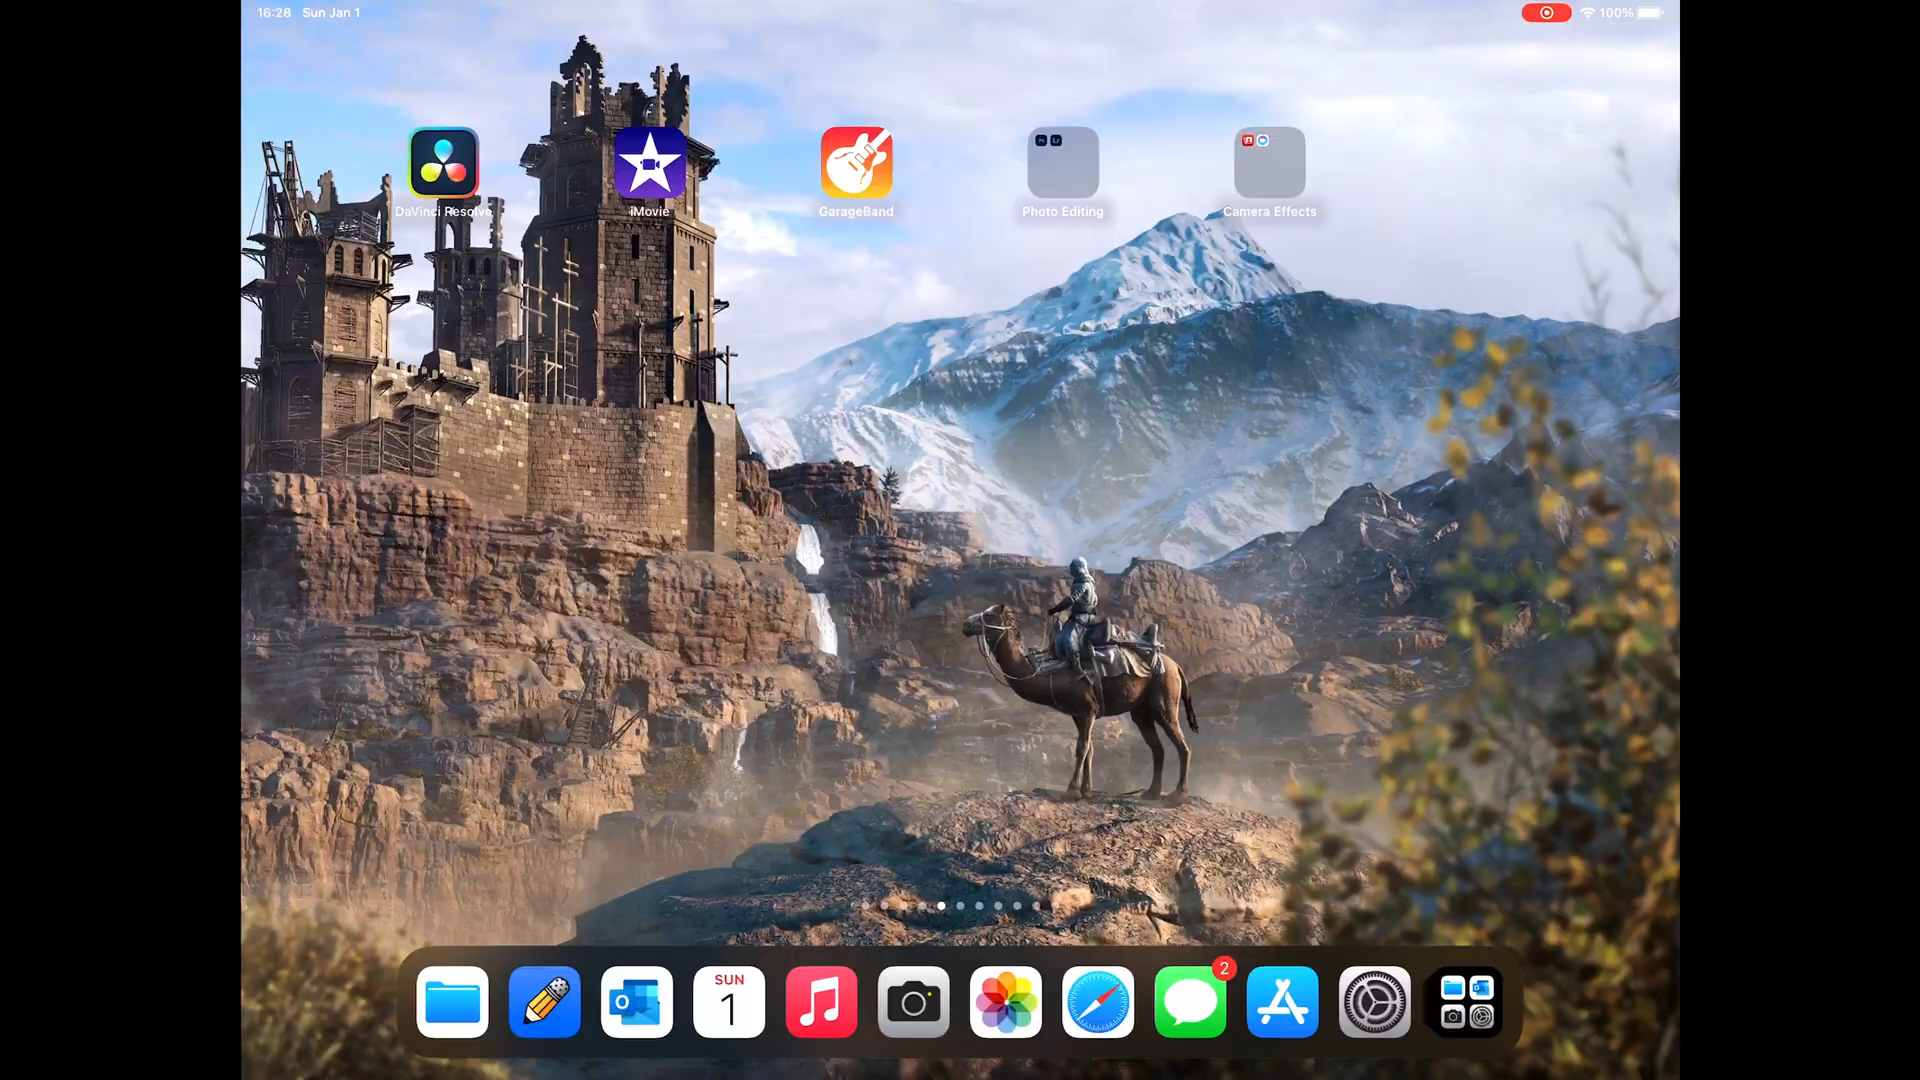 16:28 Sun Jan 1
100%
DaVinci Resolve
iMovie
GarageBand
Photo Editing
Camera Effects
SUN
1
2